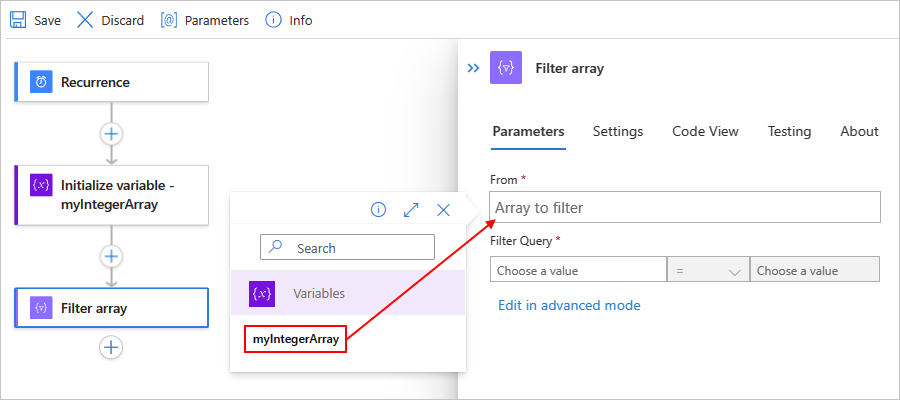 Save Discard Parameters Info
Recurrence
Initialize variable -
myIntegerArray
Filter array
Search
Variables
myIntegerArray
Filter array
Parameters Settings Code View Testing About
From *
Array to filter
Filter Query *
Choose a value = Choose a value
Edit in advanced mode